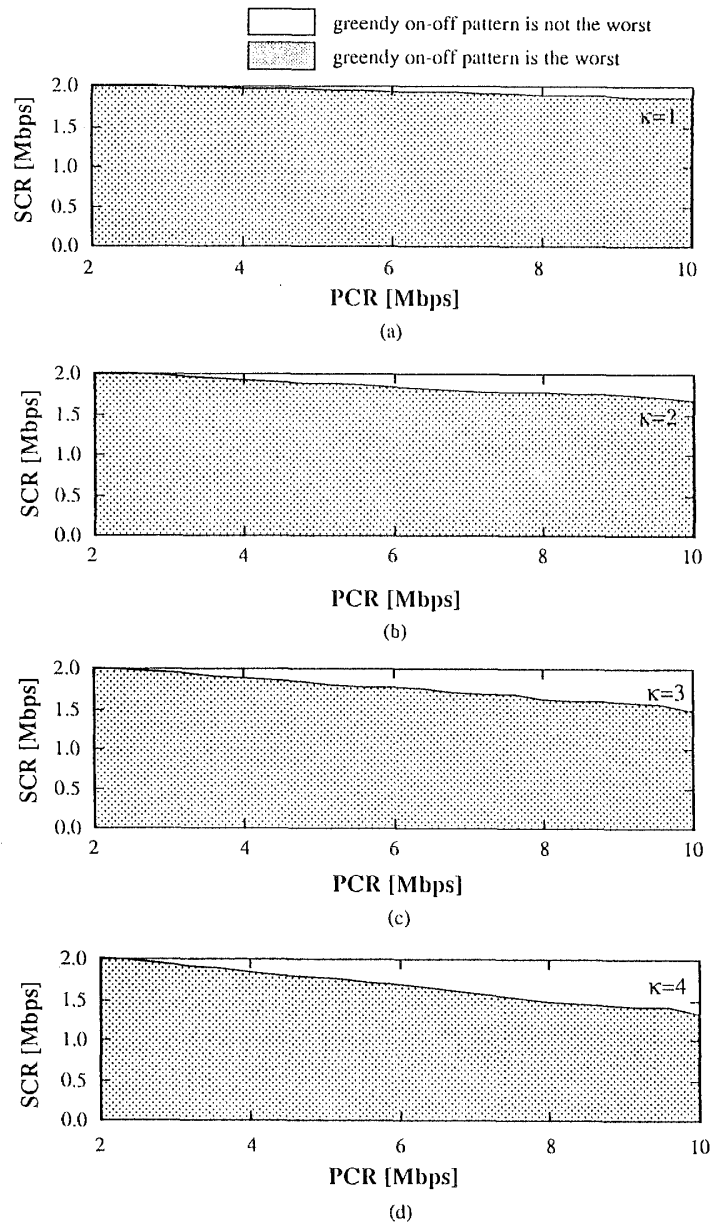 greendy on-off pattern is not the worst
greendy on-off pattern is the worst
2.0
1.5
1.0
0.5
0.0
SCR [Mbps]
κ=1
2 4 6 8 10
PCR [Mbps]
(a)
2.0
1.5
1.0
0.5
0.0
SCR [Mbps]
κ=2
2 4 6 8 10
PCR [Mbps]
(b)
2.0
1.5
1.0
0.5
0.0
SCR [Mbps]
κ=3
2 4 6 8 10
PCR [Mbps]
(c)
2.0
1.5
1.0
0.5
0.0
SCR [Mbps]
κ=4
2 4 6 8 10
PCR [Mbps]
(d)